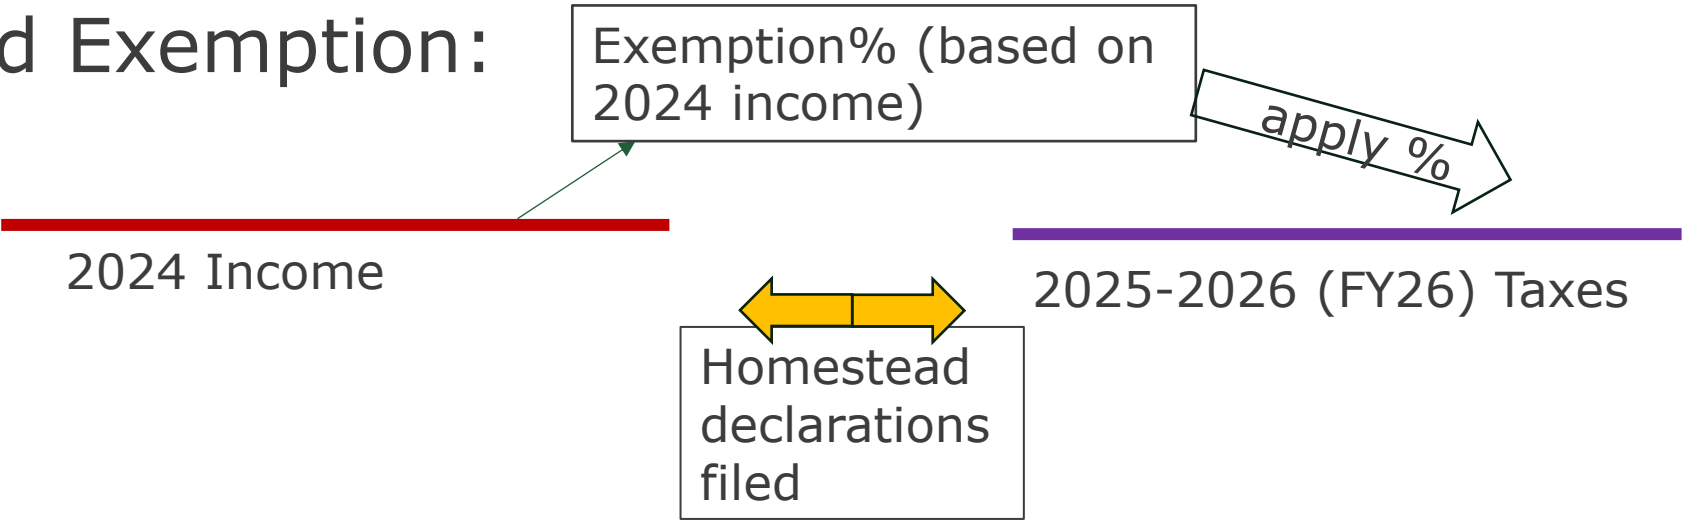 d Exemption:
Exemption% (based on
2024 income)
apply %
2024 Income
2025-2026 (FY26) Taxes
Homestead
declarations
filed